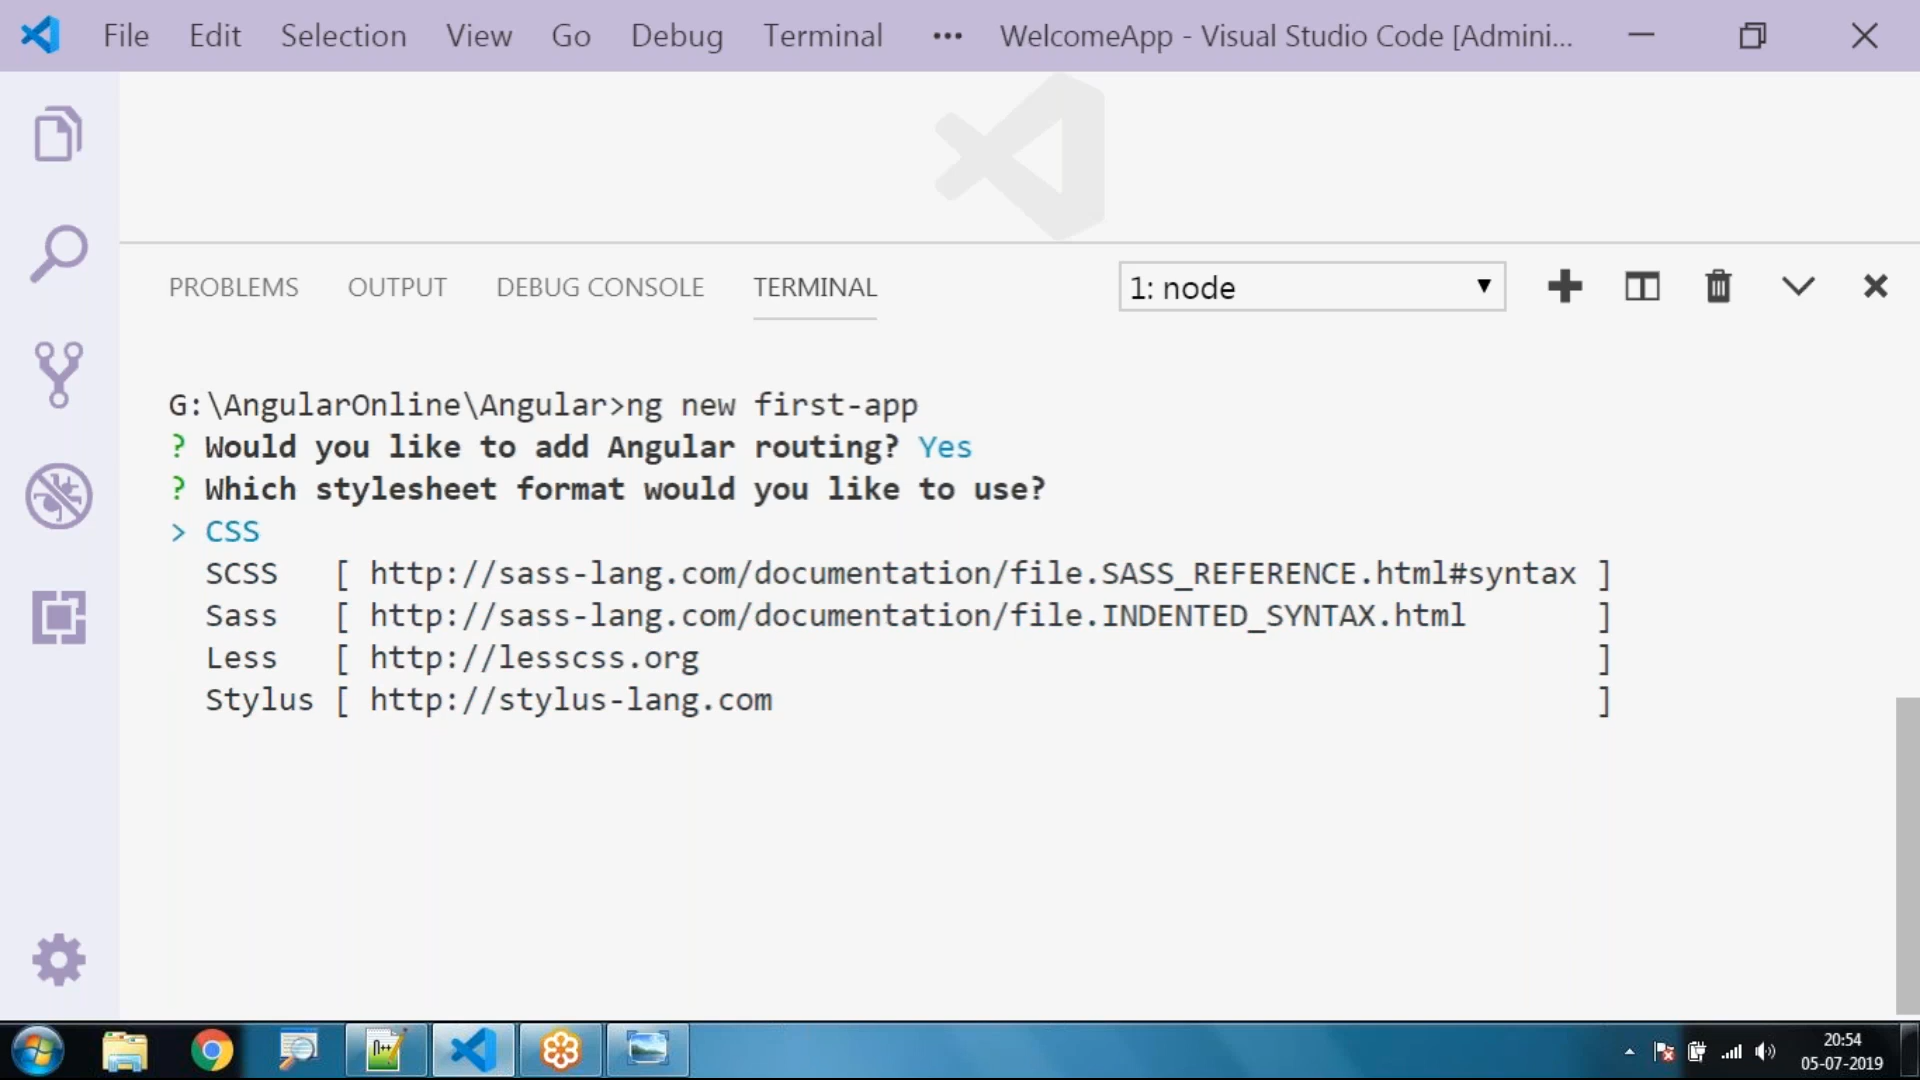 File Edit Selection View Go Debug Terminal ••• WelcomeApp - Visual Studio Code [Admini...
PROBLEMS OUTPUT DEBUG CONSOLE TERMINAL 1: node
G:\AngularOnline\Angular>ng new first-app
? Would you like to add Angular routing? Yes
? Which stylesheet format would you like to use?
> CSS
SCSS [ http://sass-lang.com/documentation/file.SASS_REFERENCE.html#syntax ]
Sass [ http://sass-lang.com/documentation/file.INDENTED_SYNTAX.html ]
Less [ http://lesscss.org ]
Stylus [ http://stylus-lang.com ]
20:54
05-07-2019